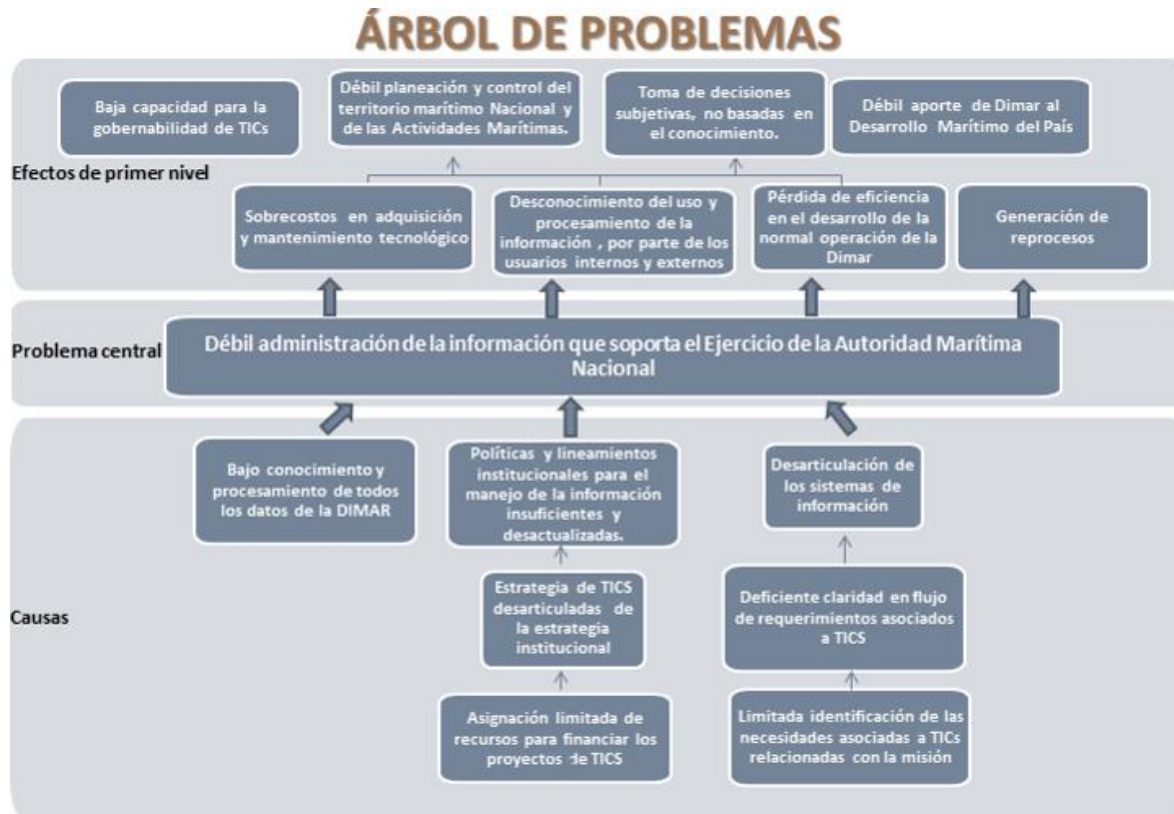 ÁRBOL DE PROBLEMAS
Baja capacidad para la
gobernabilidad de TICs
Débil planeación y control del
territorio marítimo Nacional y
de las Actividades Marítimas.
Toma de decisiones
subjetivas, no basadas en
el conocimiento.
Débil aporte de Dimar al
Desarrollo Marítimo del País
Efectos de primer nivel
Sobrecostos en adquisición
y mantenimiento tecnológico
Desconocimiento del uso y
procesamiento de la
información , por parte de los
usuarios internos y externos
Pérdida de eficiencia
en el desarrollo de la
normal operación de la
Dimar
Generación de
reprocesos
Problema central
Débil administración de la información que soporta el Ejercicio de la Autoridad Marítima
Nacional
Bajo conocimiento y
procesamiento de todos
los datos de la DIMAR
Políticas y lineamientos
institucionales para el
manejo de la información
insuficientes y
desactualizadas.
Desarticulación de
los sistemas de
información
Causas
Estrategia de TICS
desarticuladas de
la estrategia
institucional
Deficiente claridad en flujo
de requerimientos asociados
a TICS
Asignación limitada de
recursos para financiar los
proyectos de TICS
Limitada identificación de las
necesidades asociadas a TICs
relacionadas con la misión